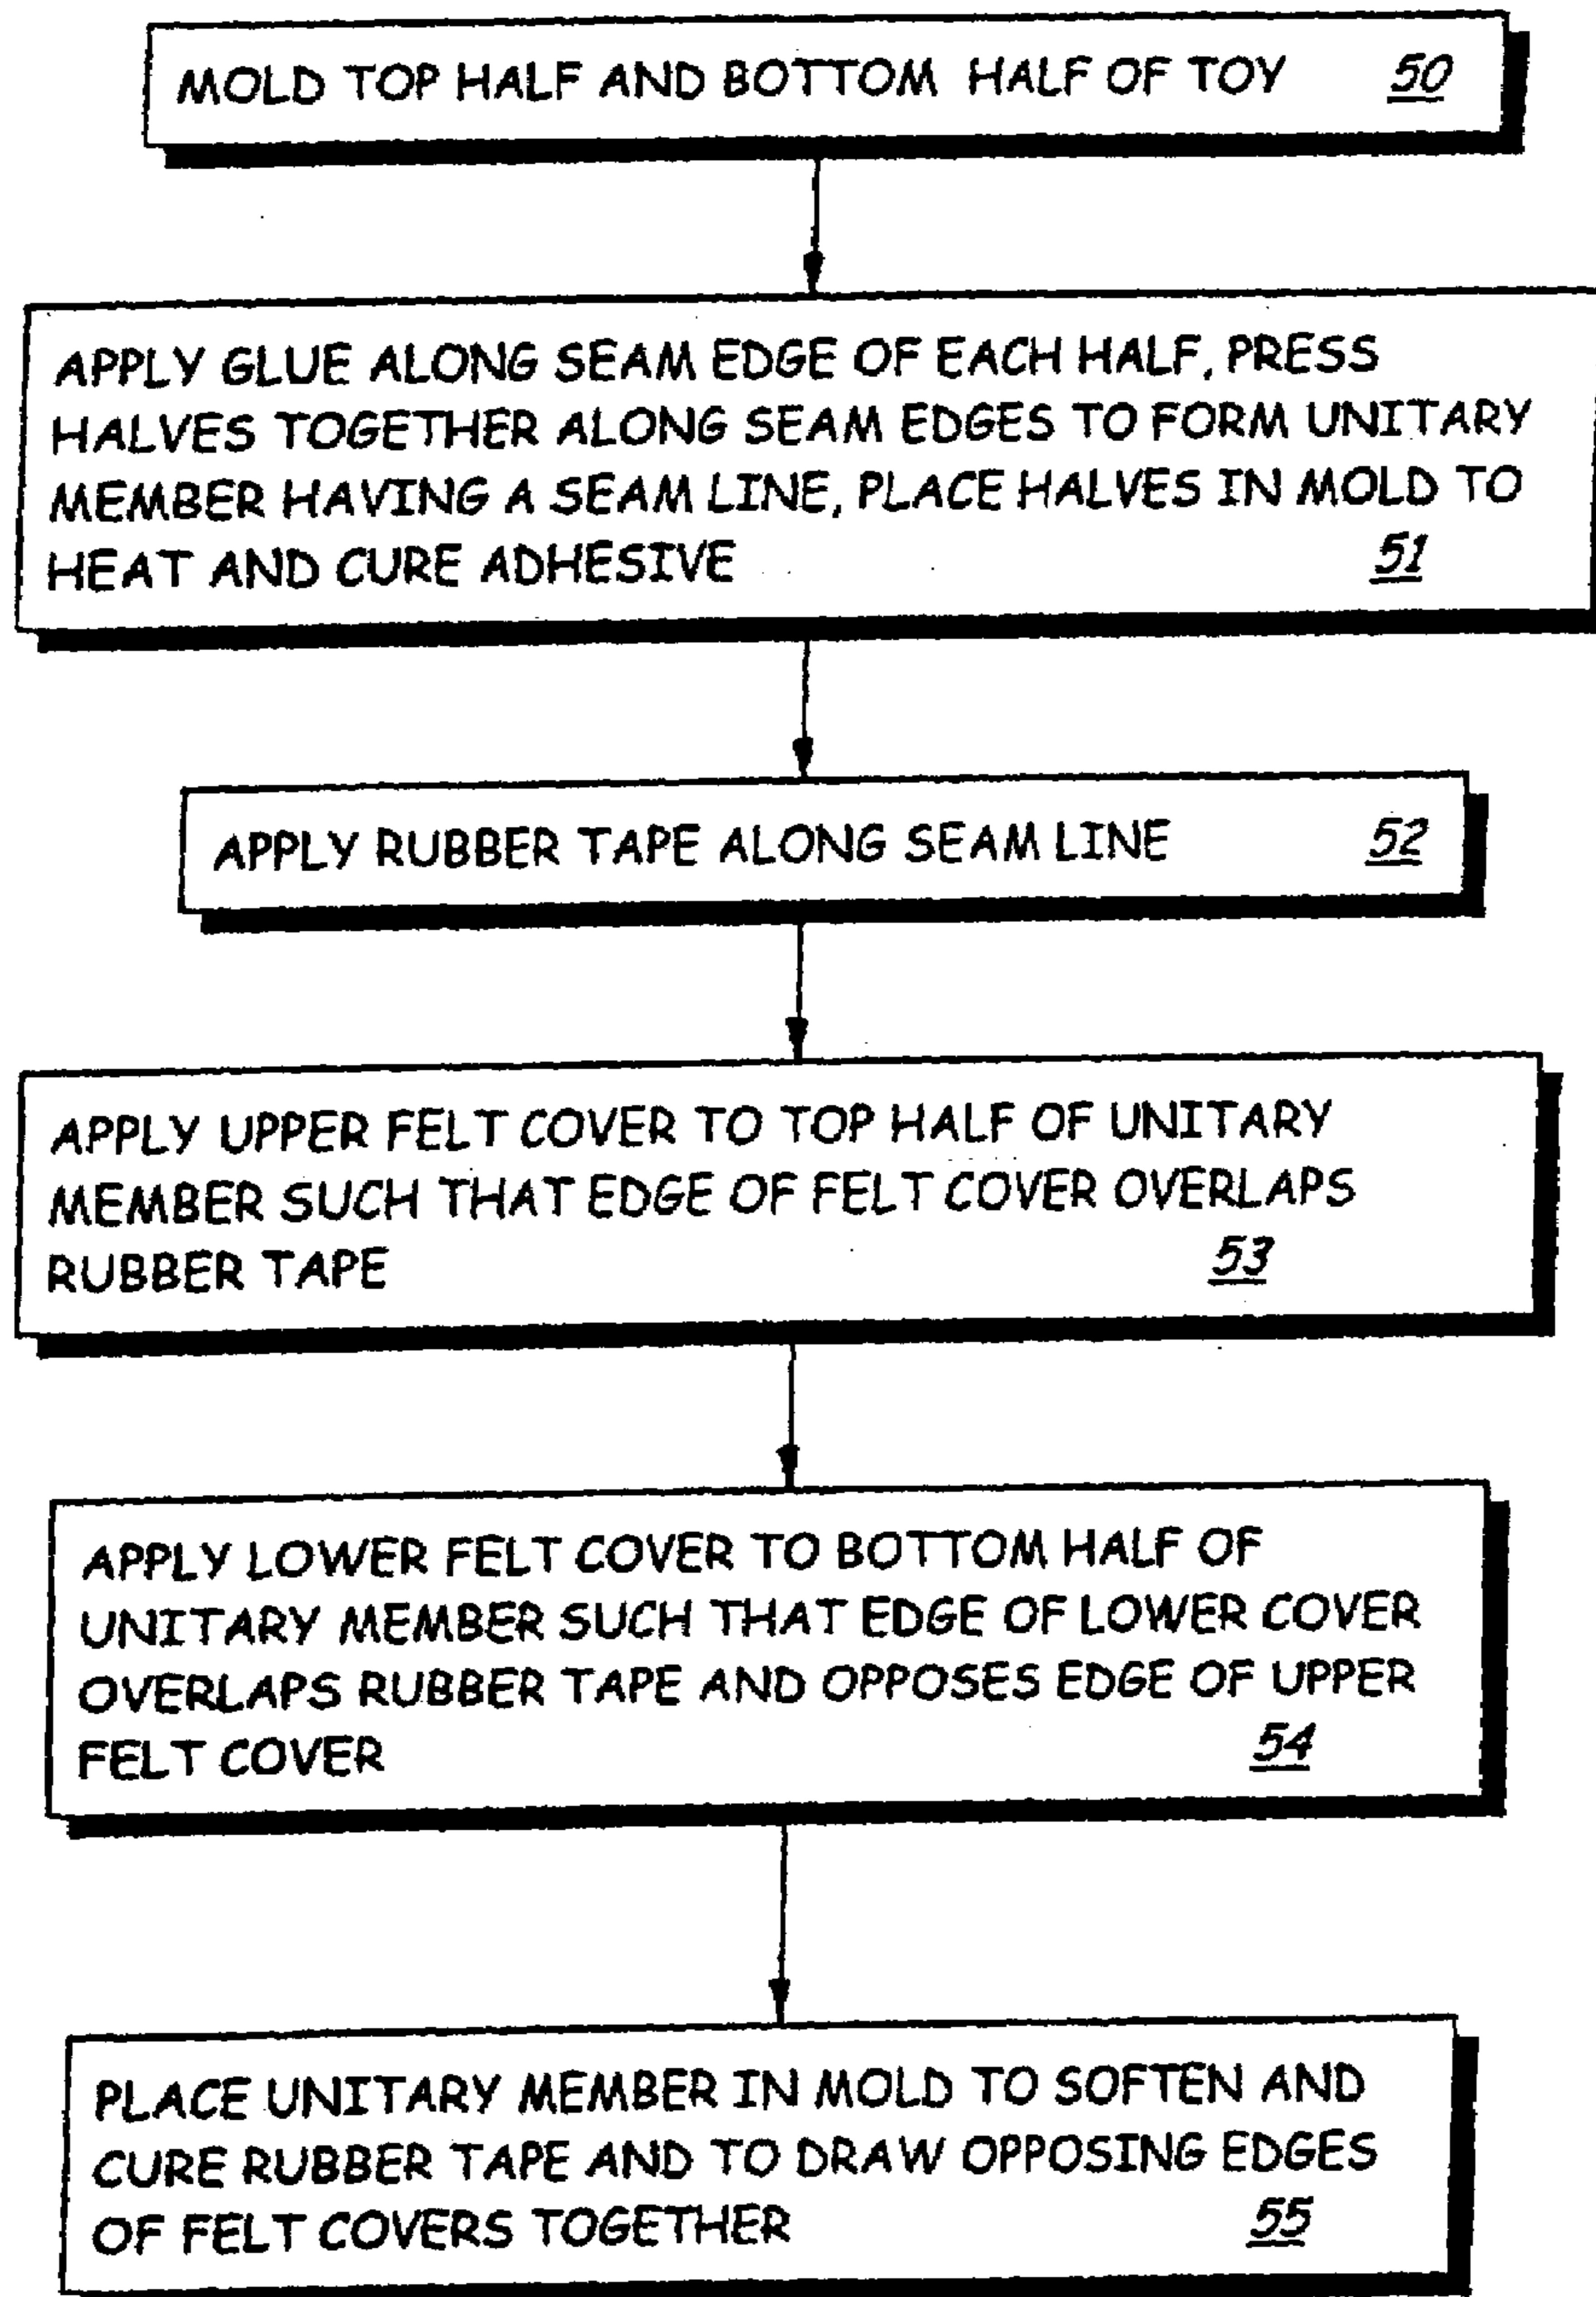 MOLD TOP HALF AND BOTTOM HALF OF TOY 50
APPLY GLUE ALONG SEAM EDGE OF EACH HALF, PRESS
HALVES TOGETHER ALONG SEAM EDGES TO FORM UNITARY
MEMBER HAVING A SEAM LINE, PLACE HALVES IN MOLD TO
HEAT AND CURE ADHESIVE 51
APPLY RUBBER TAPE ALONG SEAM LINE 52
APPLY UPPER FELT COVER TO TOP HALF OF UNITARY
MEMBER SUCH THAT EDGE OF FELT COVER OVERLAPS
RUBBER TAPE 53
APPLY LOWER FELT COVER TO BOTTOM HALF OF
UNITARY MEMBER SUCH THAT EDGE OF LOWER COVER
OVERLAPS RUBBER TAPE AND OPPOSES EDGE OF UPPER
FELT COVER 54
PLACE UNITARY MEMBER IN MOLD TO SOFTEN AND
CURE RUBBER TAPE AND TO DRAW OPPOSING EDGES
OF FELT COVERS TOGETHER 55